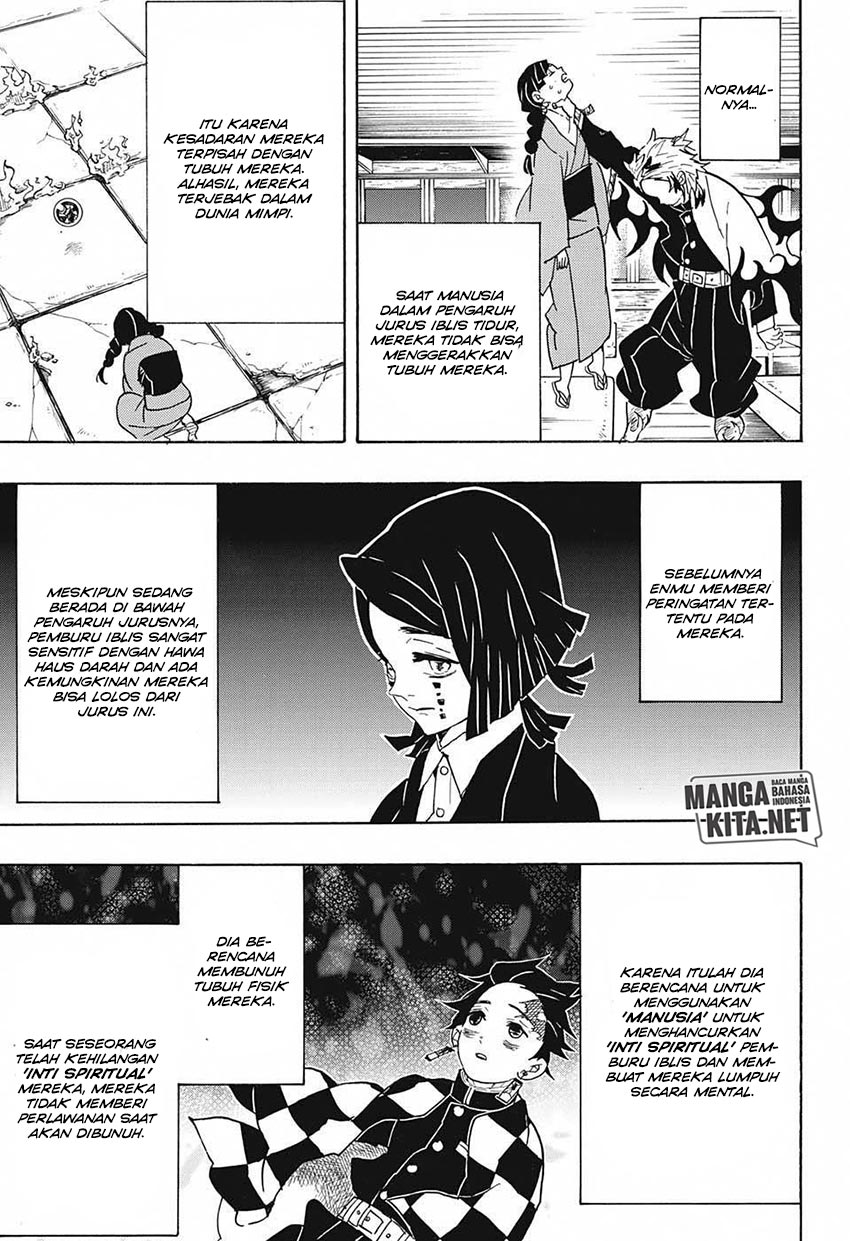 NORMAL-
NYA...
SAAT MANUSIA
DALAM PENGARUH
JURUS IBLIS TIDUR,
MEREKA TIDAK BISA
MENGGERAKKAN
TUBUH MEREKA.
ITU KARENA
KESADARAN MEREKA
TERPISAH DENGAN
TUBUH MEREKA.
ALHASIL, MEREKA
TERJEBAK DALAM
DUNIA MIMPI.
SEBELUMNYA
ENMU MEMBERI
PERINGATAN TER-
TENTU PADA
MEREKA.
MESKIPUN SEDANG
BERADA DI BAWAH
PENGARUH JURUSNYA,
PEMBURU IBLIS SANGAT
SENSITIF DENGAN HAWA
HAUS DARAH DAN ADA
KEMUNGKINAN MEREKA
BISA LOLOS DARI
JURUS INI.
MANGA
KITA.NET
BACA MANGA
BAHASA
INDONESIA
KARENA ITULAH DIA
BERENCANA UNTUK
MENGGUNAKAN
'MANUSIA' UNTUK
MENGHANCURKAN
'INTI SPIRITUAL' PEM-
BURU IBLIS DAN MEM-
BUAT MEREKA LUMPUH
SECARA MENTAL.
DIA BE-
RENCANA
MEMBUNUH
TUBUH FISIK
MEREKA.
SAAT SESEORANG
TELAH KEHILANGAN
'INTI SPIRITUAL'
MEREKA, MEREKA
TIDAK MEMBERI
PERLAWANAN SAAT
AKAN DIBUNUH.